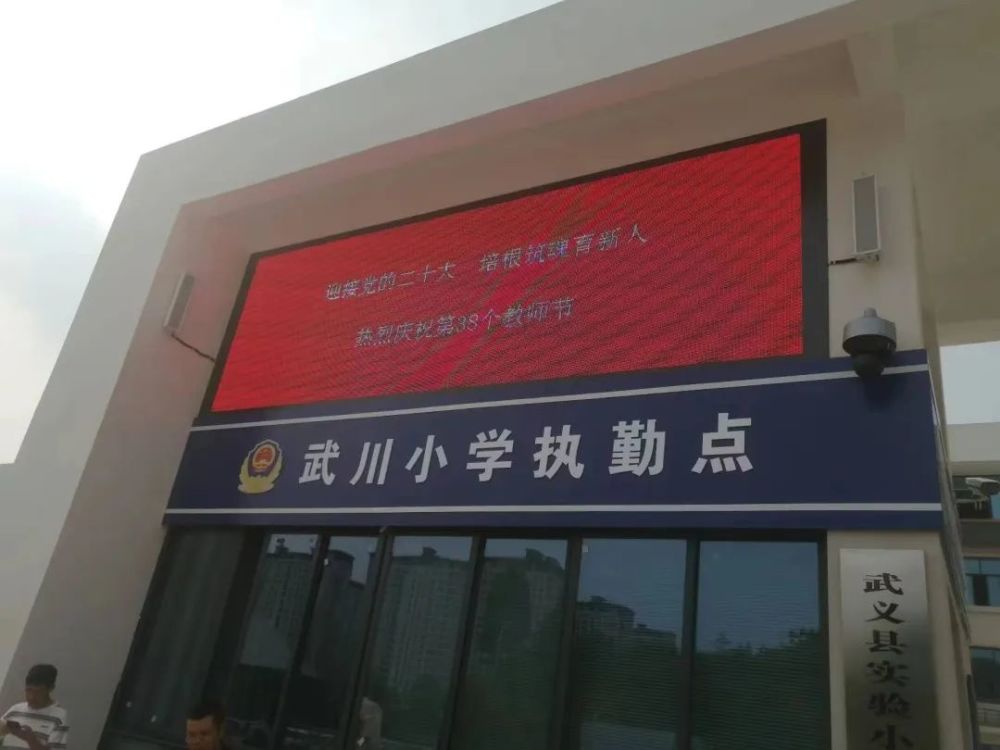 迎接党的二十大 培根筑魂育新人
热烈庆祝第38个教师节
武川小学执勤点
武义县实验小